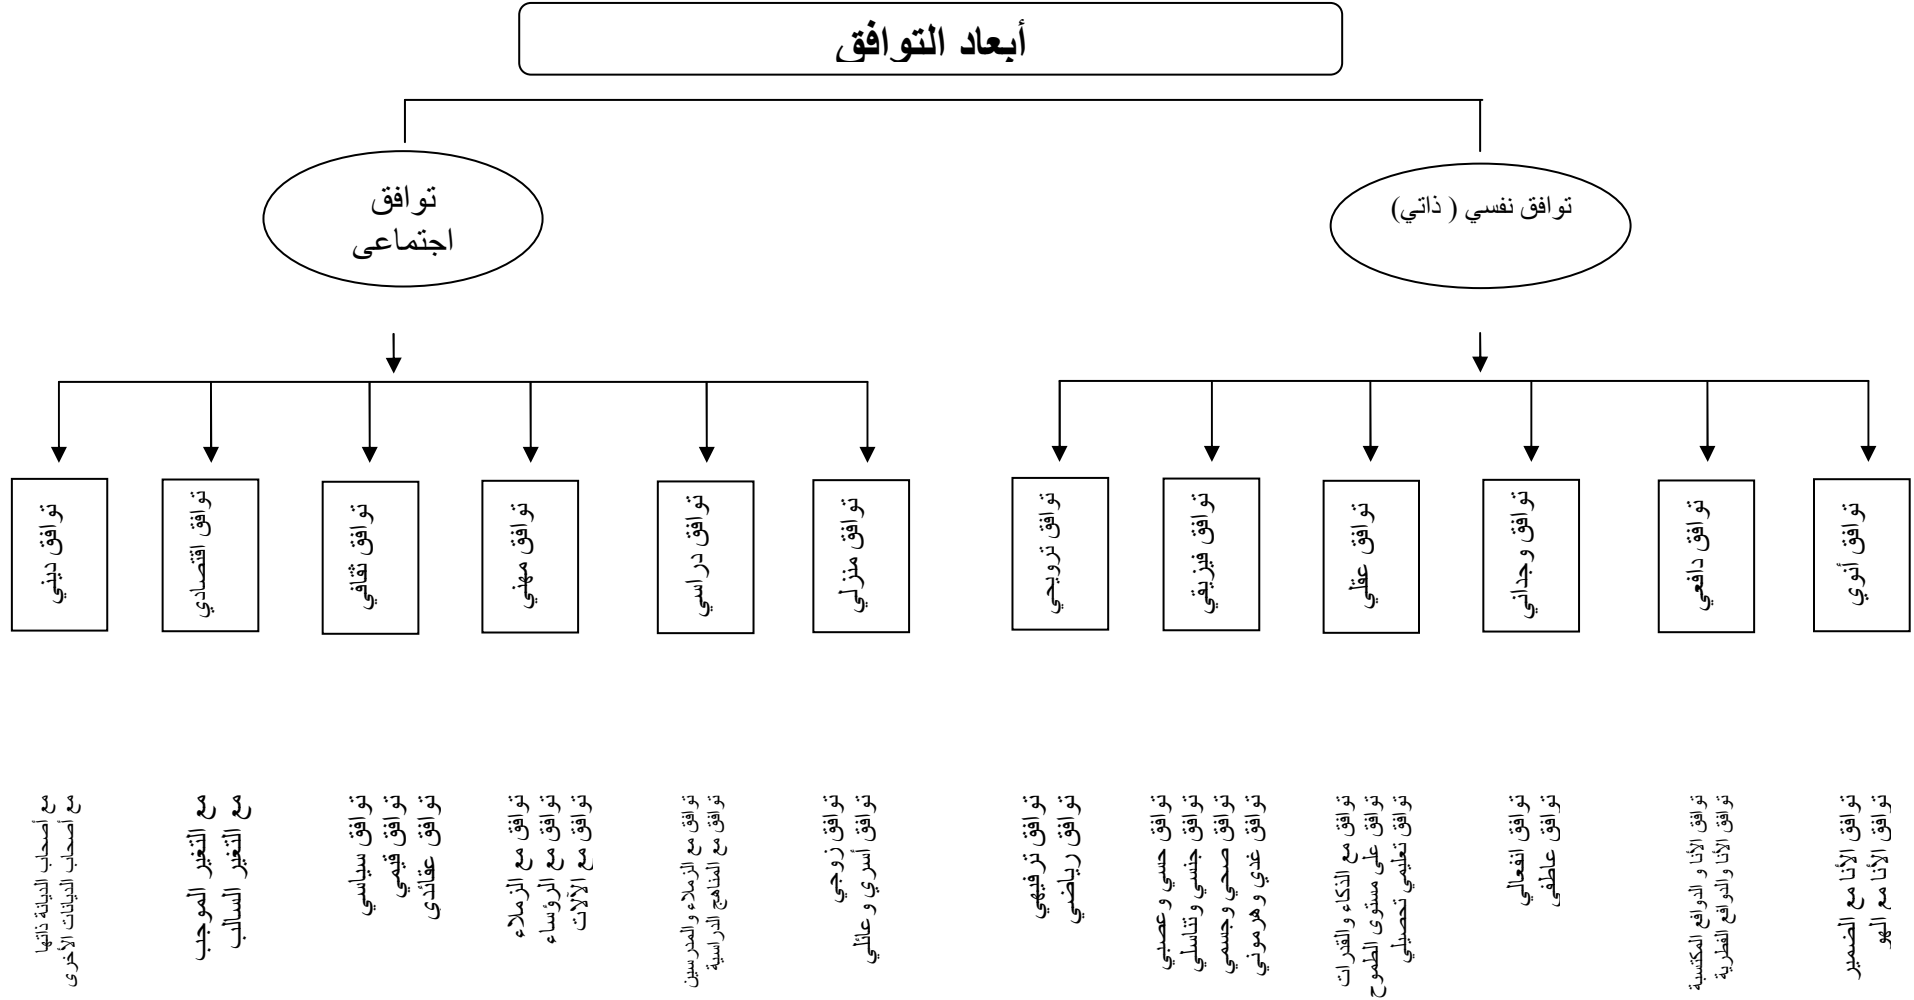 أبعاد التوافق
توافق نفسي ( ذاتي)
توافق
اجتماعى
توافق أنوي
توافق دافعي
توافق وجداني
توافق عقلي
توافق فيزيقي
توافق ترويحي
توافق منزلي
توافق دراسي
توافق مهني
توافق ثقافي
توافق اقتصادي
توافق ديني
توافق الأنا مع الضمير
توافق الأنا مع الهو
توافق الأنا و الدوافع المكتسبة
توافق الأنا والدوافع الفطرية
توافق انفعالي
توافق عاطفى
توافق مع الذكاء والقدرات
توافق على مستوى الطموح
توافق تعليمي تحصيلي
توافق حسي وعصبي
توافق جنسي وتناسلي
توافق صحي وجسمي
توافق غدي وهرموني
توافق ترفيهي
توافق رياضي
توافق زوجي
توافق أسري وعائلي
توافق مع الزملاء والمدرسين
توافق مع المناهج الدراسية
توافق مع الزملاء
توافق مع الرؤساء
توافق مع الآلات
توافق سياسي
توافق قيمي
توافق عقائدى
مع التغير الموجب
مع التغير السالب
مع أصحاب الديانة ذاتها
مع أصحاب الديانات الأخرى